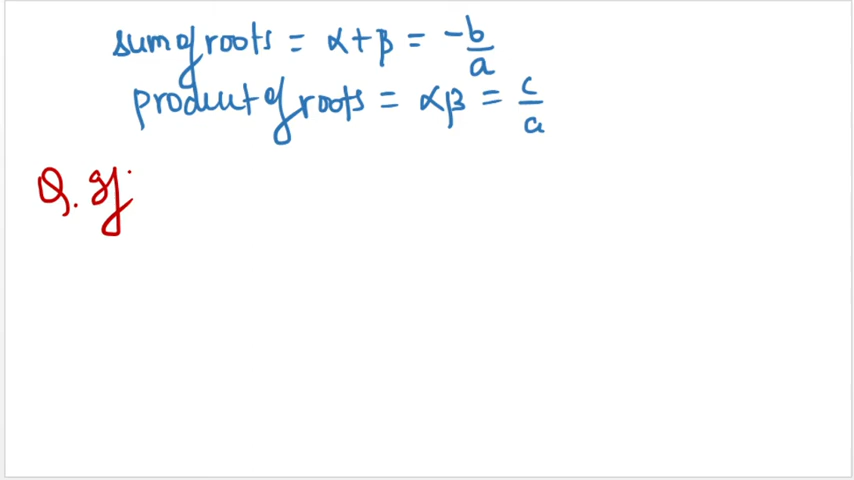 sum of roots = α+β = -b/a
product of roots = αβ = c/a
Q. If